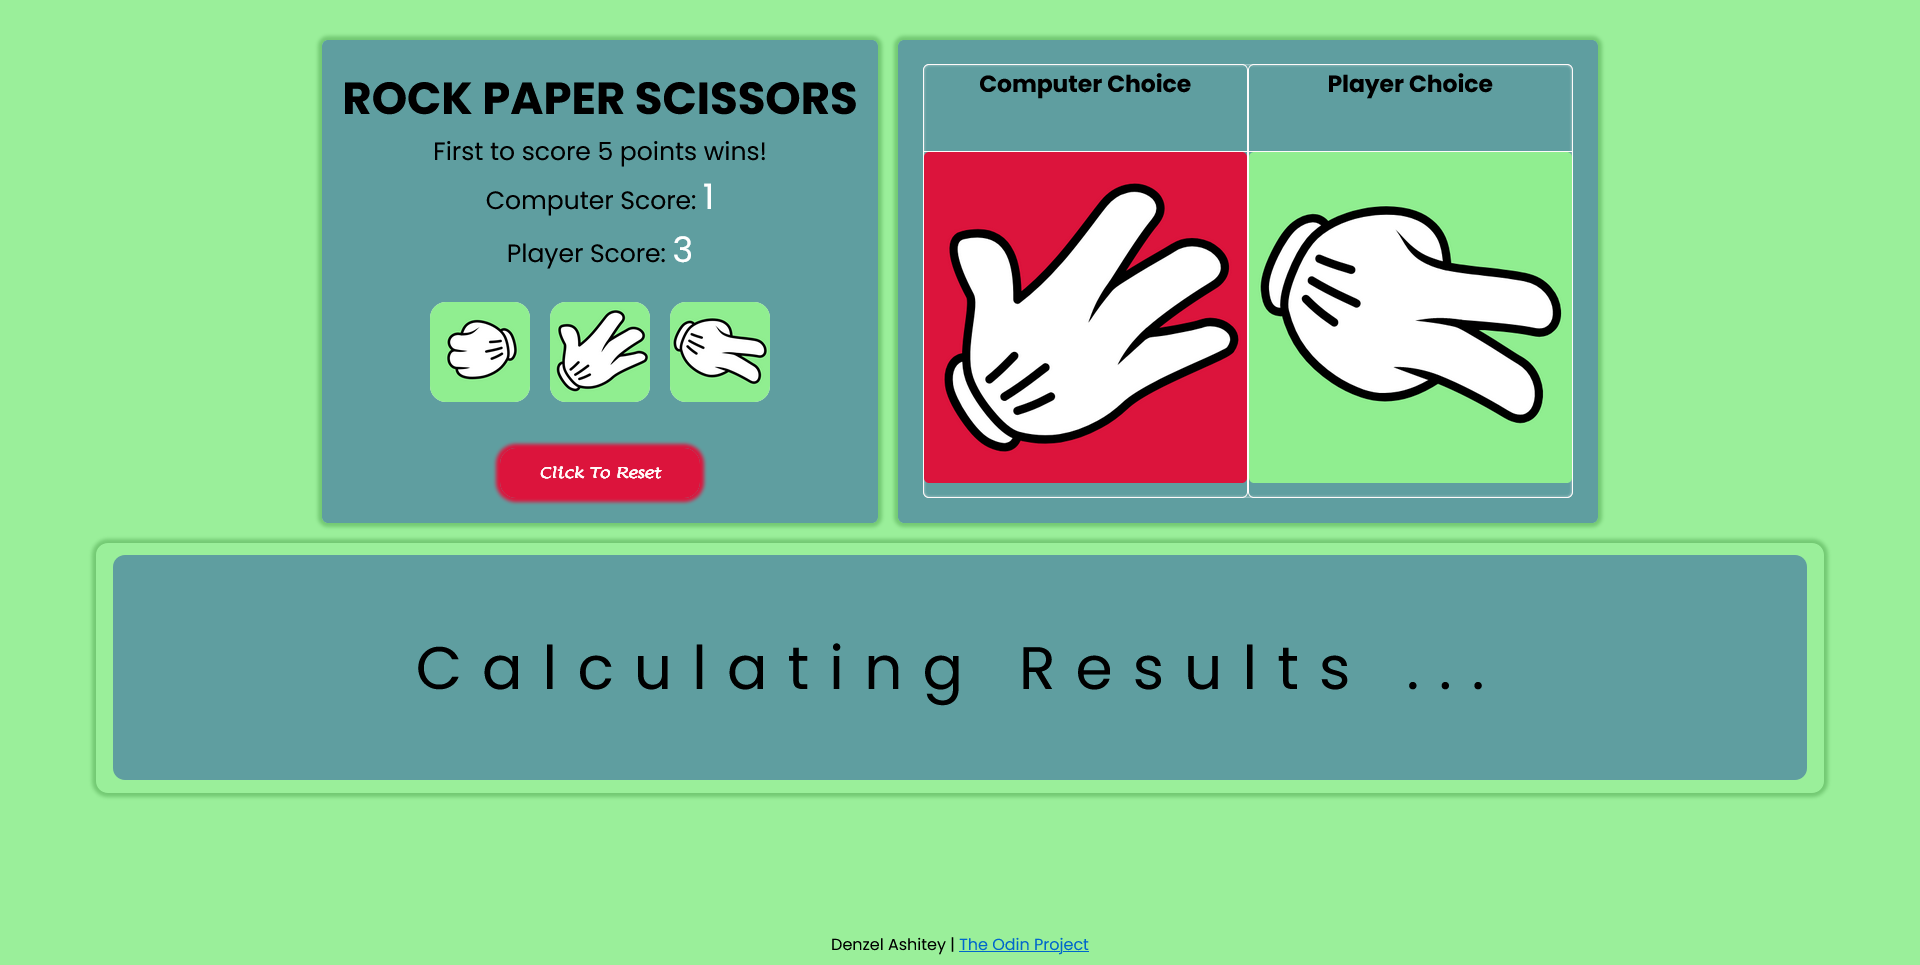 ROCK PAPER SCISSORS
First to score 5 points wins!
Computer Score: 1
Player Score: 3
Click To Reset
Computer Choice
Player Choice
Calculating Results ...
Denzel Ashitey | The Odin Project